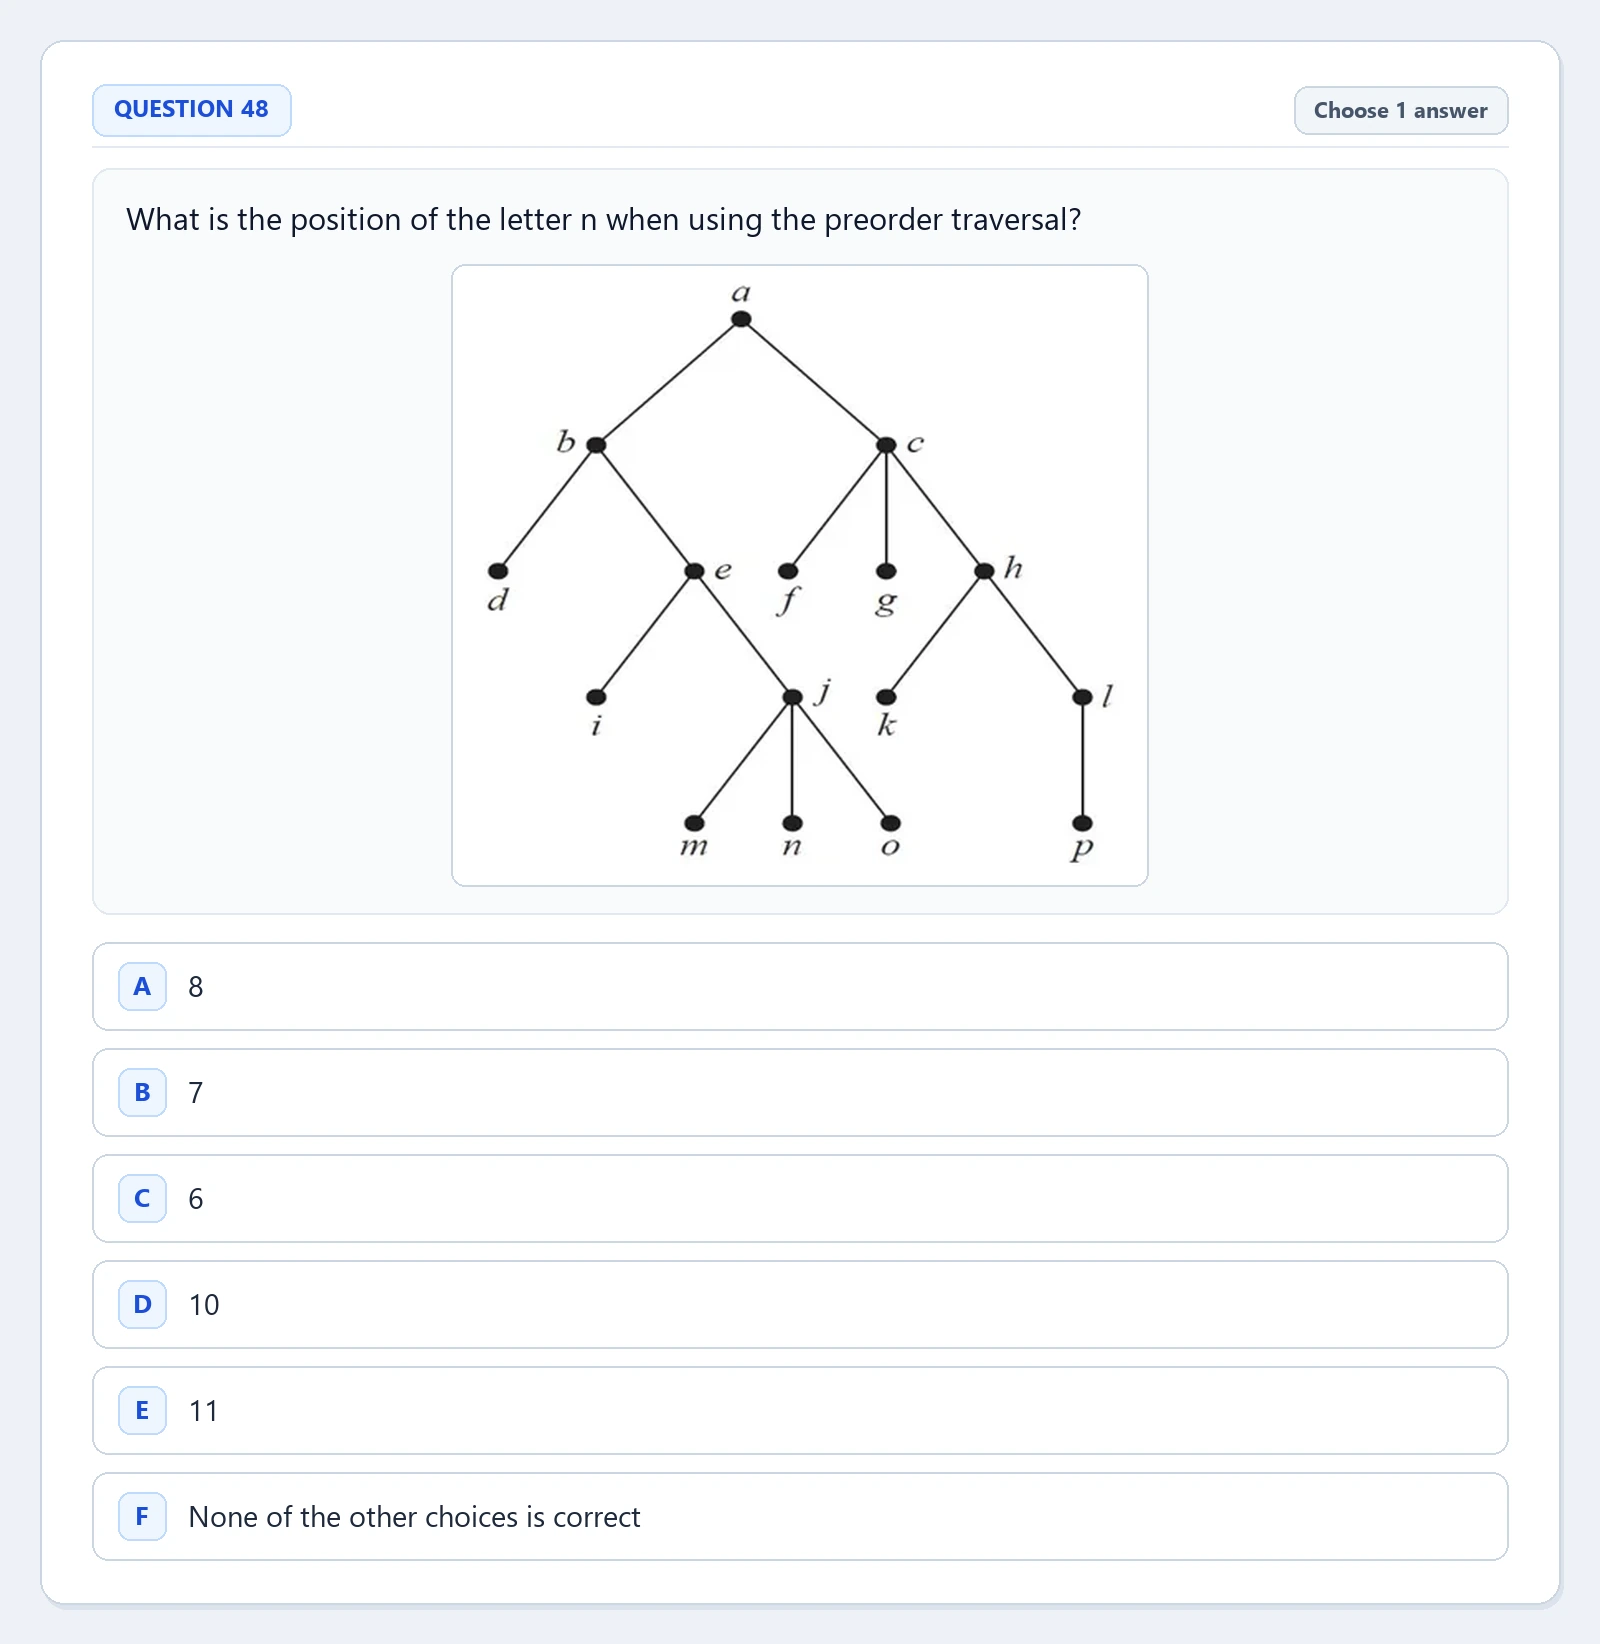 QUESTION 48
Choose 1 answer
What is the position of the letter n when using the preorder traversal?
a
b
c
d
e
f
g
h
i
j
k
l
m
n
o
p
A 8
B 7
C 6
D 10
E 11
F None of the other choices is correct